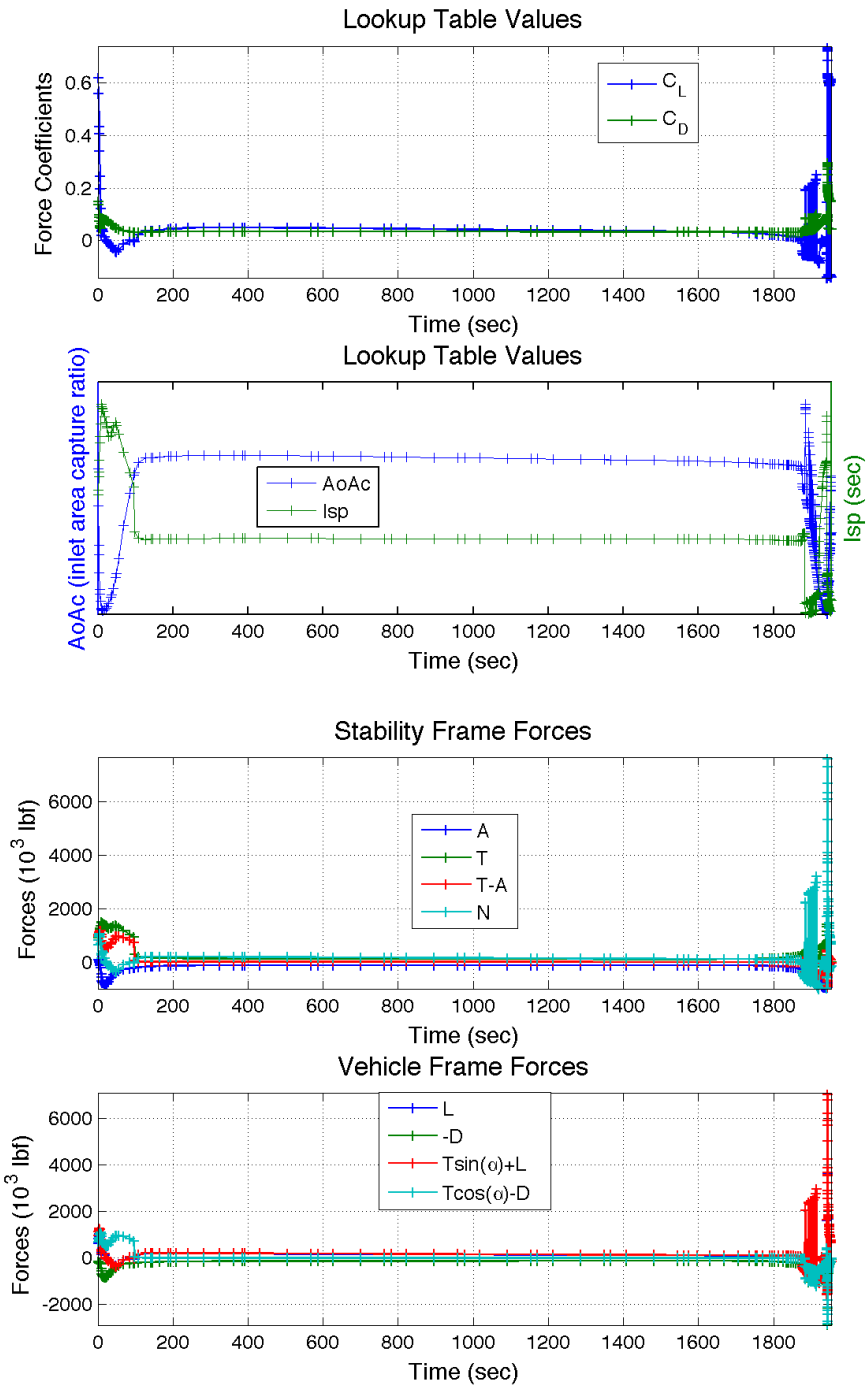 Lookup Table Values
Force Coefficients
0.6
0.4
0.2
0
C_L
C_D
0 200 400 600 800 1000 1200 1400 1600 1800
Time (sec)
Lookup Table Values
AoAc (inlet area capture ratio)
AoAc
Isp
Isp (sec)
0 200 400 600 800 1000 1200 1400 1600 1800
Time (sec)
Stability Frame Forces
Forces (10^3 lbf)
6000
4000
2000
0
A
T
T-A
N
0 200 400 600 800 1000 1200 1400 1600 1800
Time (sec)
Vehicle Frame Forces
Forces (10^3 lbf)
6000
4000
2000
0
-2000
L
-D
Tsin(α)+L
Tcos(α)-D
0 200 400 600 800 1000 1200 1400 1600 1800
Time (sec)